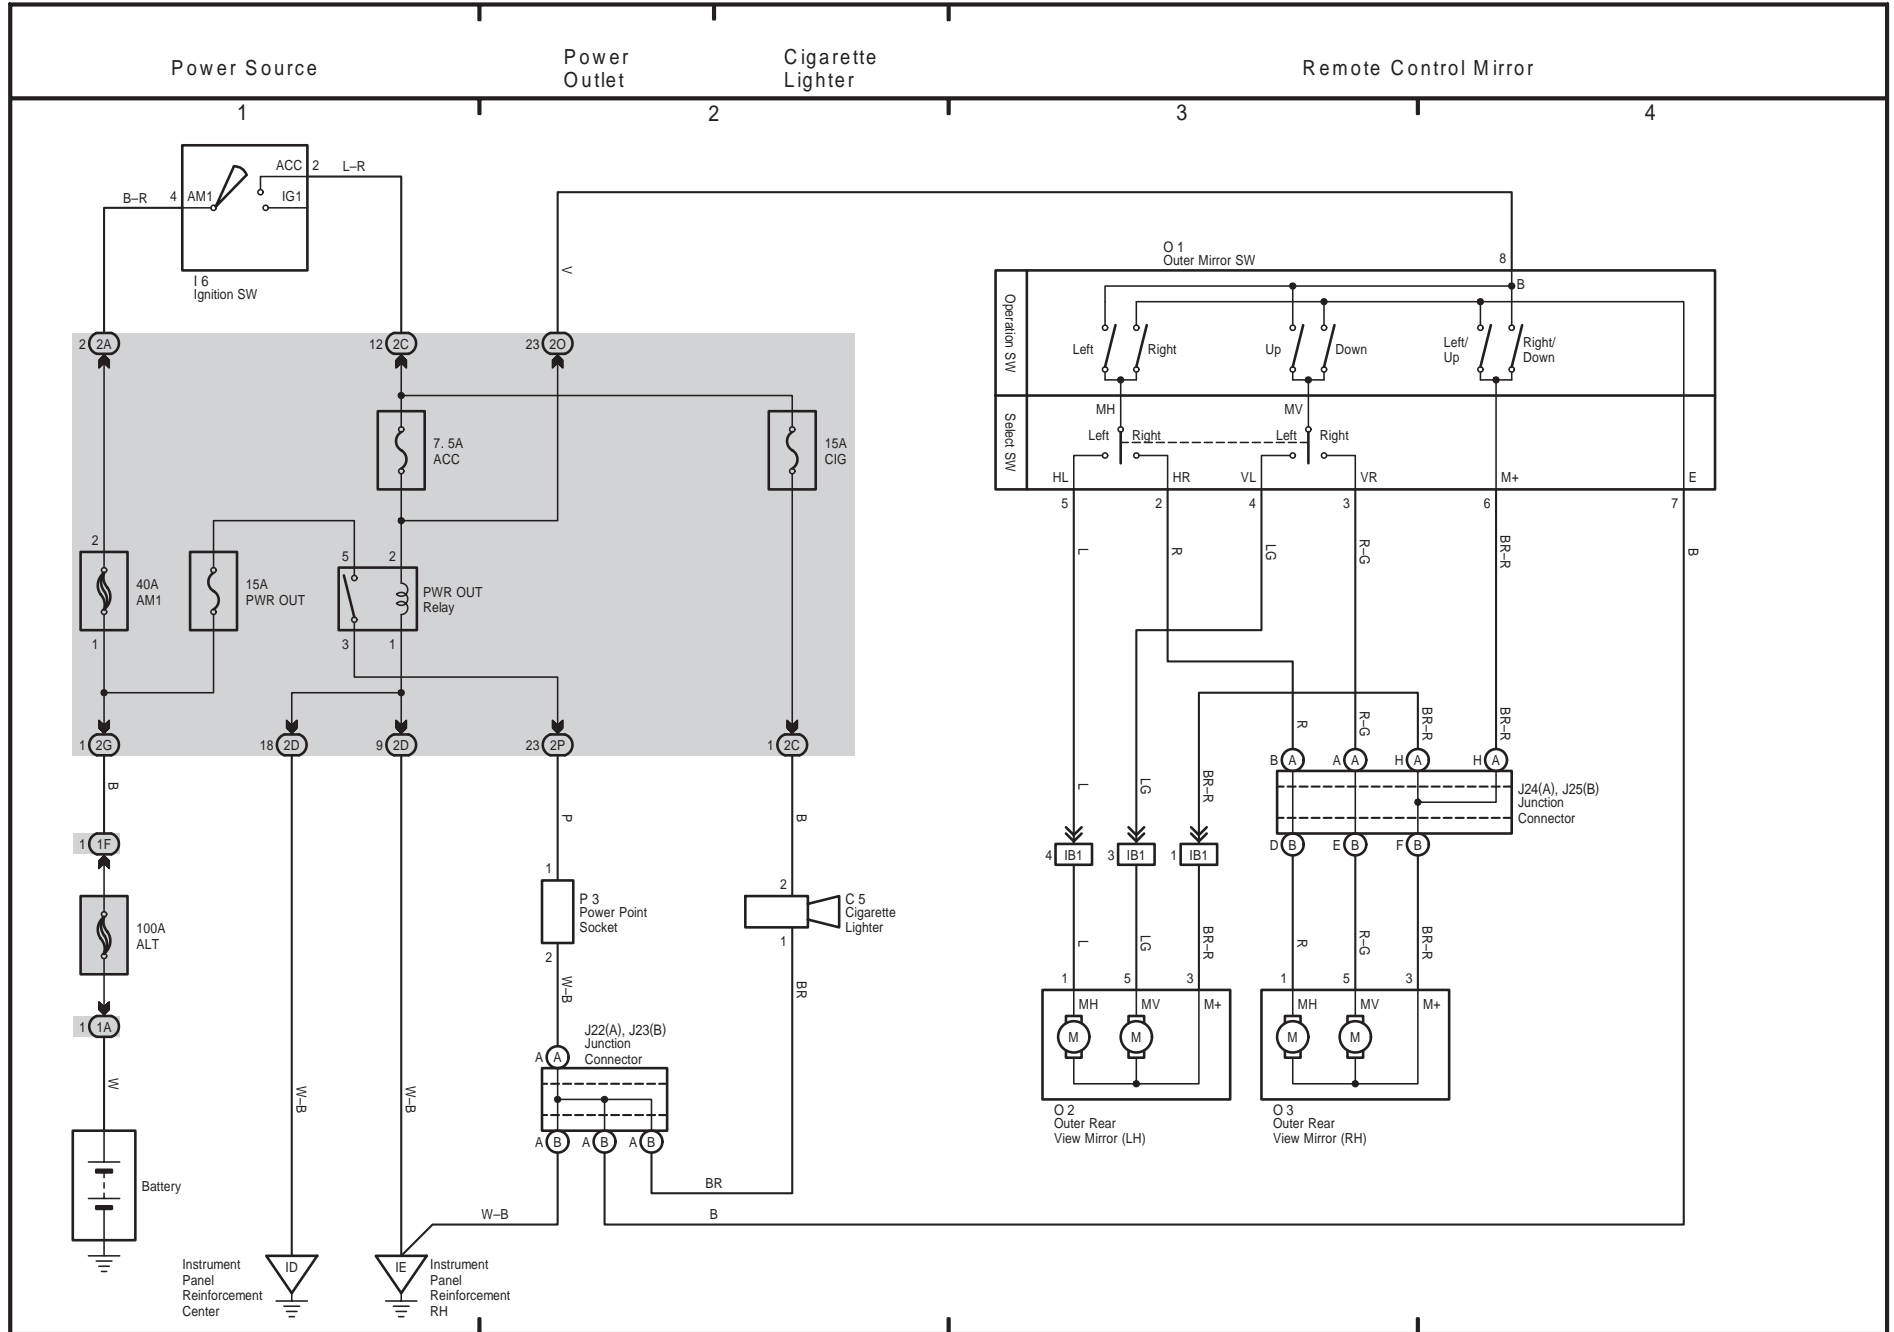 Power Source
Power
Outlet
Cigarette
Lighter
Remote Control Mirror
1
2
3
4
ACC
2
L–R
B–R
4
AM1
IG1
I 6
Ignition SW
V
O 1
Outer Mirror SW
8
B
Operation SW
Left
Right
Up
Down
Left/
Up
Right/
Down
Select SW
MH
MV
Left
Right
Left
Right
HL
HR
VL
VR
M+
E
5
2
4
3
6
7
2
2A
12
2C
23
2O
7. 5A
ACC
15A
CIG
2
40A
AM1
1
15A
PWR OUT
5
2
PWR OUT
Relay
3
1
L
R
LG
R–G
BR–R
B
1
2G
18
2D
9
2D
23
2P
1
2C
B
P
B
1
1F
100A
ALT
1
1A
W
Battery
W–B
W–B
1
P 3
Power Point
Socket
2
W–B
2
C 5
Cigarette
Lighter
1
BR
J22(A), J23(B)
Junction
Connector
A
A
A
B
A
B
A
B
BR
W–B
B
Instrument
Panel
Reinforcement
Center
ID
IE
Instrument
Panel
Reinforcement
RH
R
R–G
BR–R
BR–R
B
A
A
A
H
A
H
A
J24(A), J25(B)
Junction
Connector
D
B
E
B
F
B
L
LG
BR–R
4
IB1
3
IB1
1
IB1
L
LG
BR–R
R
R–G
BR–R
1
5
3
1
5
3
MH
MV
M+
MH
MV
M+
M
M
M
M
O 2
Outer Rear
View Mirror (LH)
O 3
Outer Rear
View Mirror (RH)